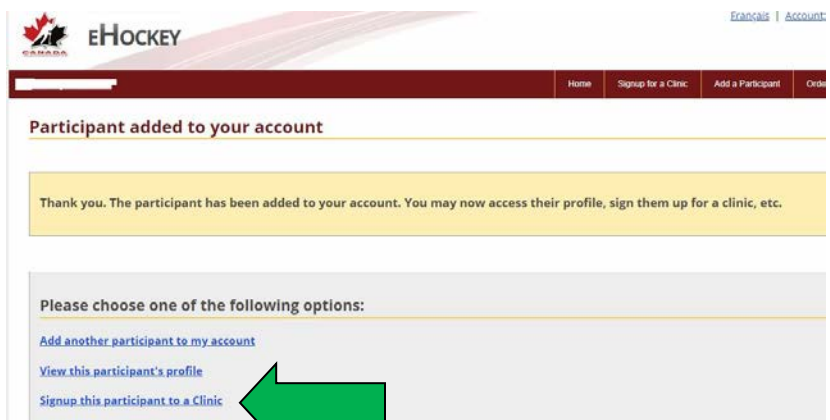 Français | Account:
CANADA
EHOCKEY
Home Signup for a Clinic Add a Participant Orde
Participant added to your account
Thank you. The participant has been added to your account. You may now access their profile, sign them up for a clinic, etc.
Please choose one of the following options:
Add another participant to my account
View this participant's profile
Signup this participant to a Clinic